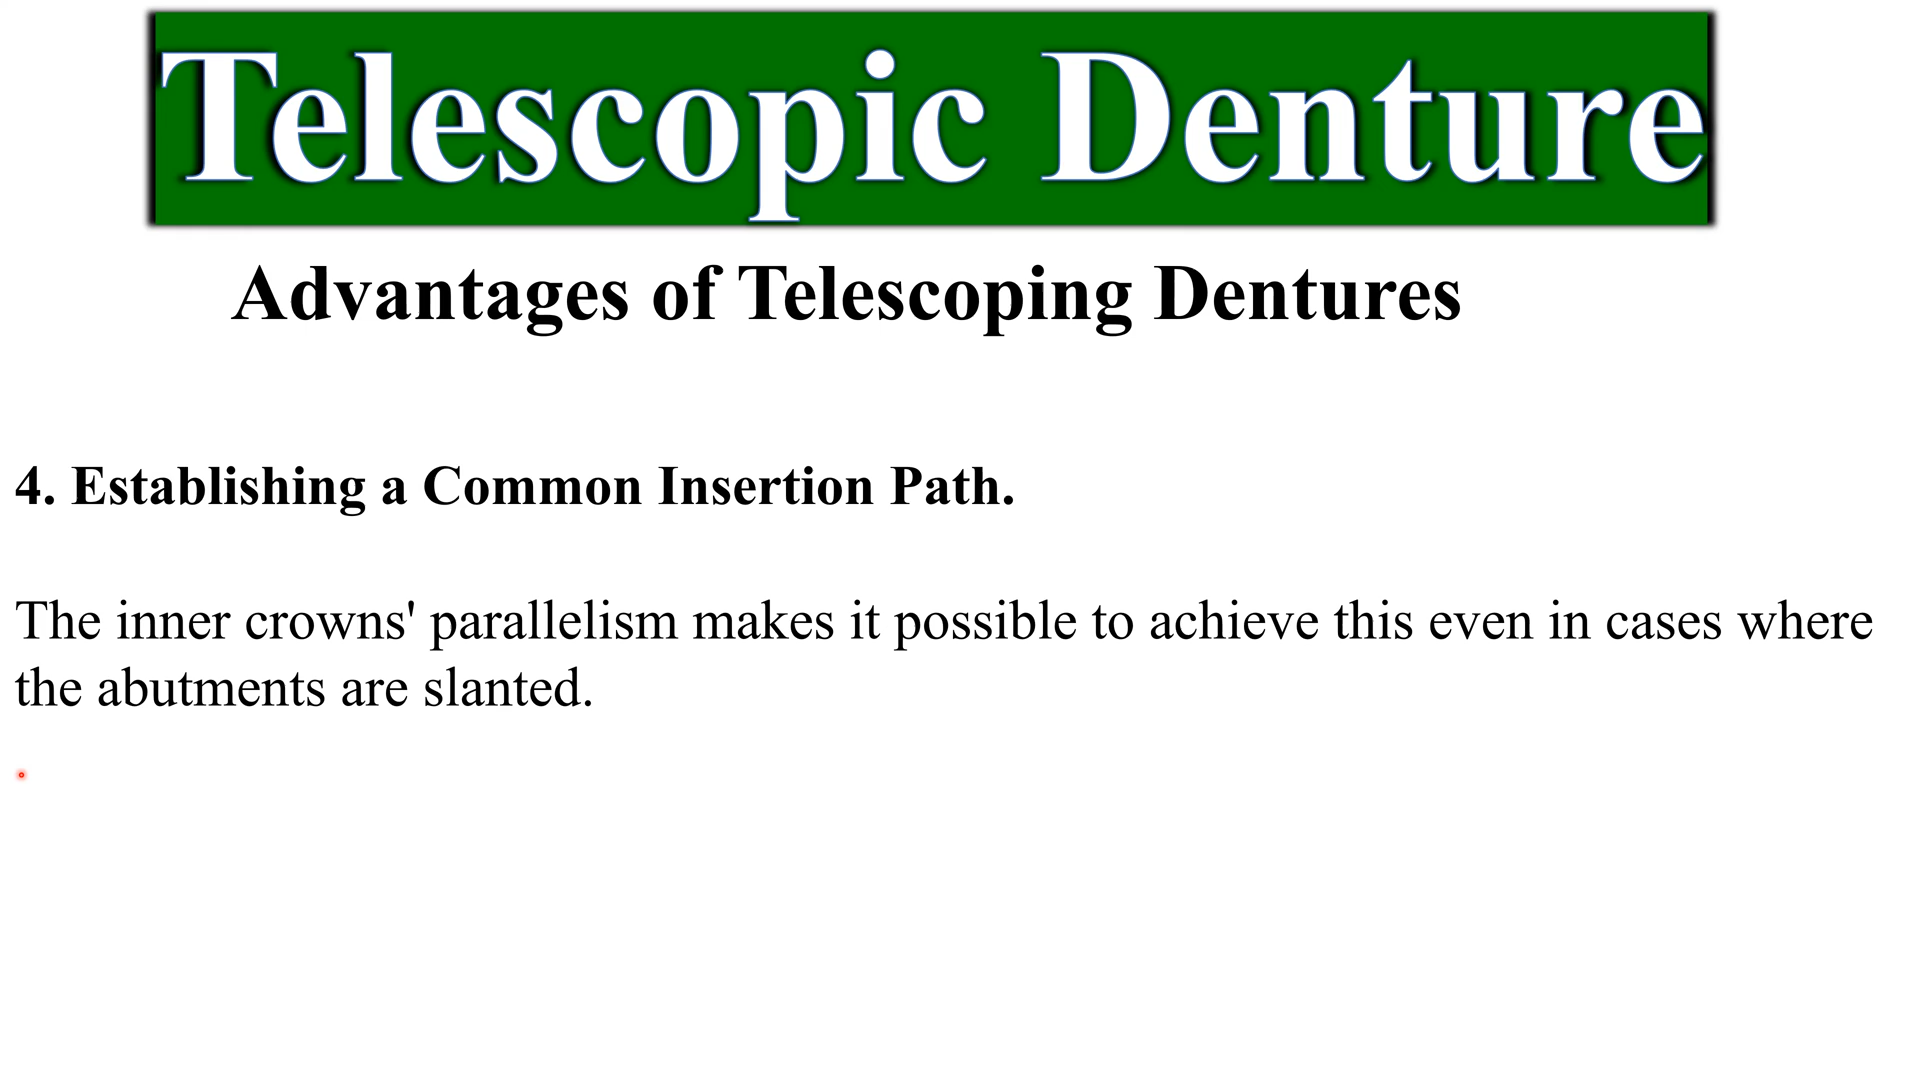 Telescopic Denture
Advantages of Telescoping Dentures
4. Establishing a Common Insertion Path.
The inner crowns' parallelism makes it possible to achieve this even in cases where
the abutments are slanted.